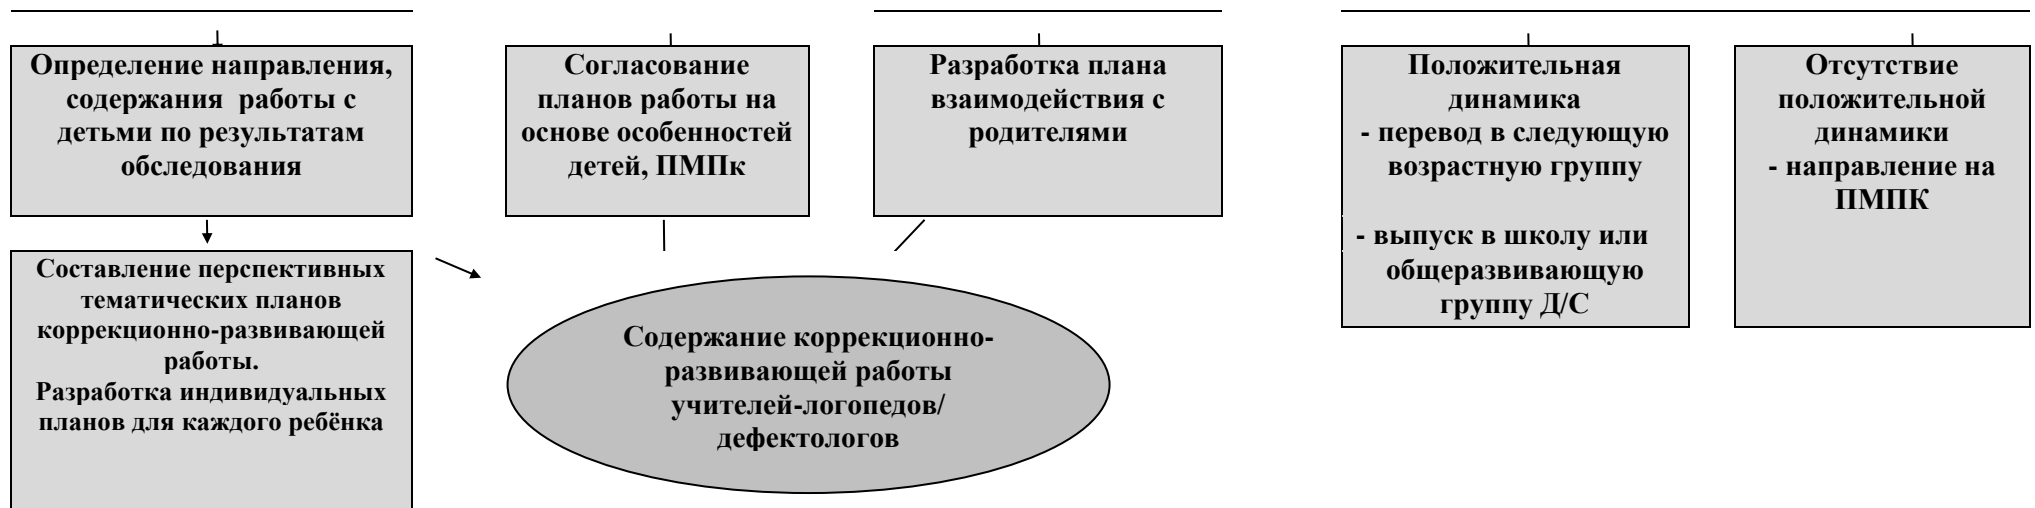 Определение направления,
содержания работы с
детьми по результатам
обследования
Согласование
планов работы на
основе особенностей
детей, ПМПк
Разработка плана
взаимодействия с
родителями
Положительная
динамика
- перевод в следующую
возрастную группу
- выпуск в школу или
общеразвивающую
группу Д/С
Отсутствие
положительной
динамики
- направление на
ПМПК
Составление перспективных
тематических планов
коррекционно-развивающей
работы.
Разработка индивидуальных
планов для каждого ребёнка
Содержание коррекционно-
развивающей работы
учителей-логопедов/
дефектологов